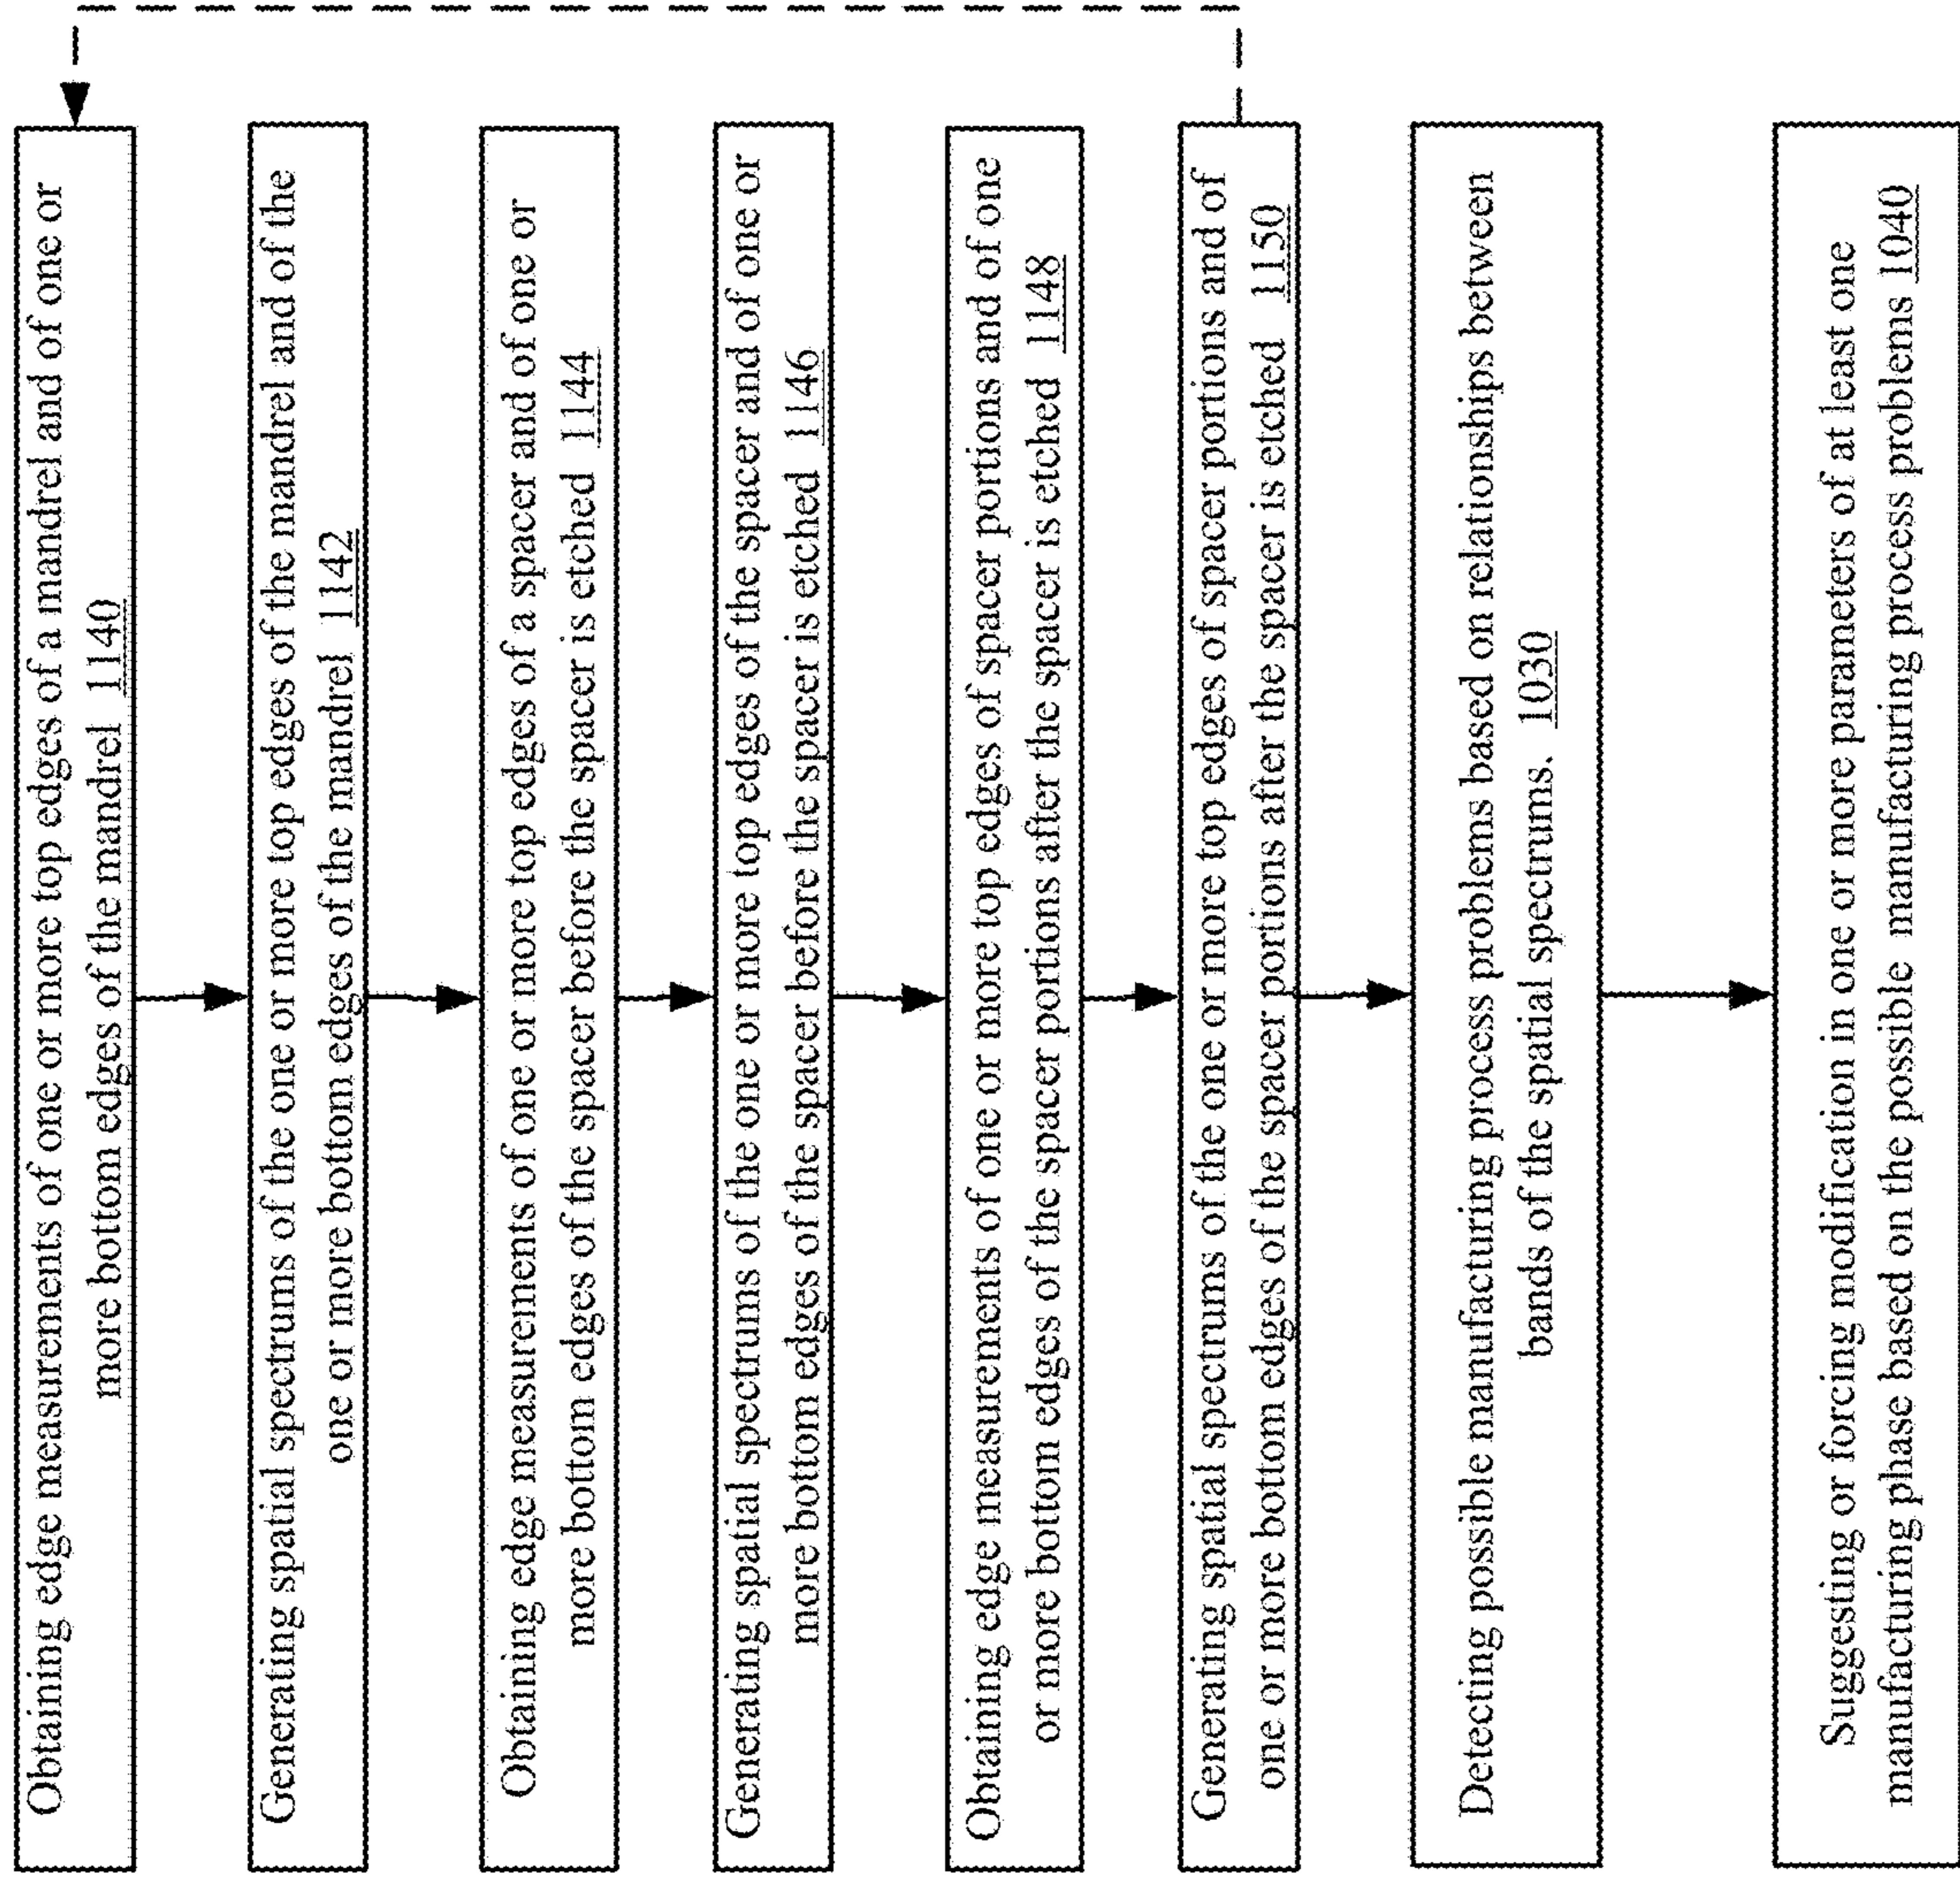 Obtaining edge measurements of one or more top edges of a mandrel and of one or
more bottom edges of the mandrel 1140
Generating spatial spectrums of the one or more top edges of the mandrel and of the
one or more bottom edges of the mandrel 1142
Obtaining edge measurements of one or more top edges of a spacer and of one or
more bottom edges of the spacer before the spacer is etched 1144
Generating spatial spectrums of the one or more top edges of the spacer and of one or
more bottom edges of the spacer before the spacer is etched 1146
Obtaining edge measurements of one or more top edges of spacer portions and of one
or more bottom edges of the spacer portions after the spacer is etched 1148
Generating spatial spectrums of the one or more top edges of spacer portions and of
one or more bottom edges of the spacer portions after the spacer is etched 1150
Detecting possible manufacturing process problems based on relationships between
bands of the spatial spectrums. 1030
Suggesting or forcing modification in one or more parameters of at least one
manufacturing phase based on the possible manufacturing process problems 1040